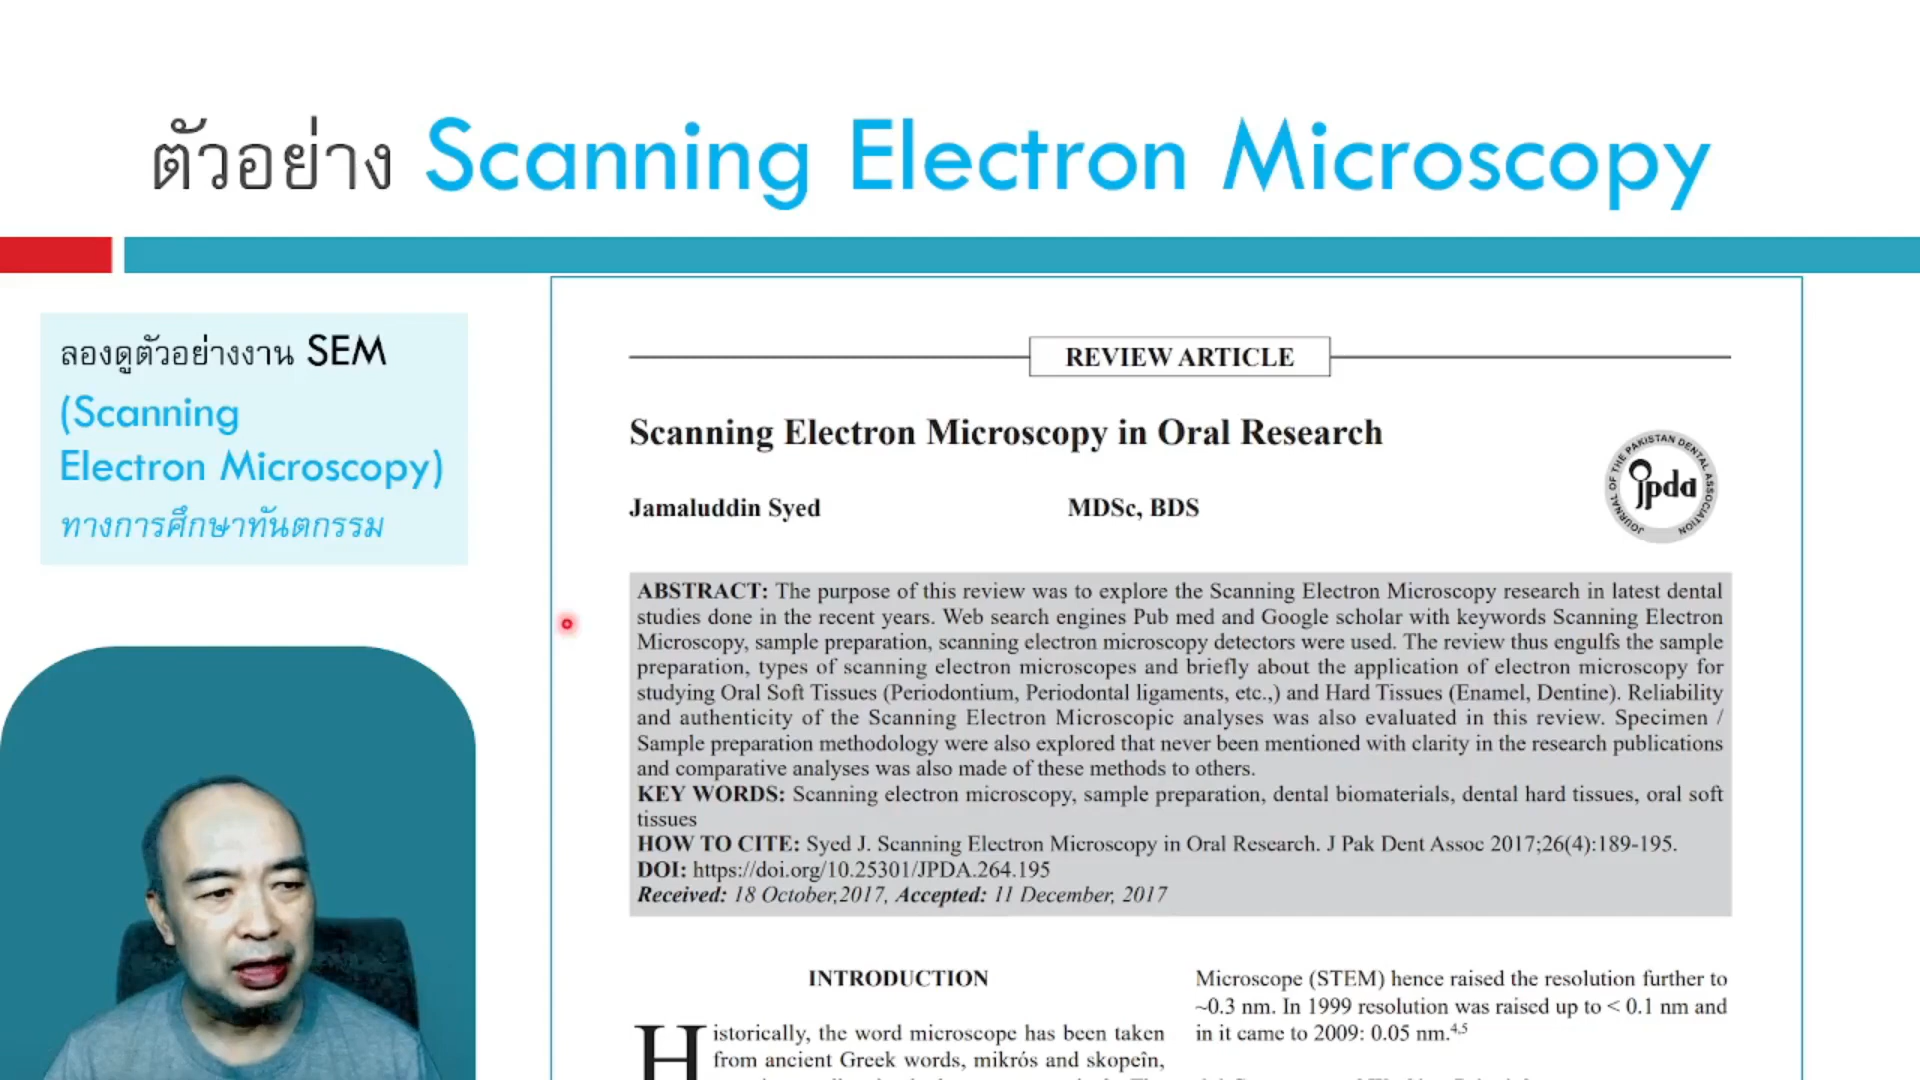 ตัวอย่าง Scanning Electron Microscopy
ลองดูตัวอย่างงาน SEM
(Scanning
Electron Microscopy)
ทางการศึกษาทันตกรรม
REVIEW ARTICLE
Scanning Electron Microscopy in Oral Research
Jamaluddin Syed MDSc, BDS
JOURNAL OF THE PAKISTAN DENTAL ASSOCIATION
jpda
ABSTRACT: The purpose of this review was to explore the Scanning Electron Microscopy research in latest dental
studies done in the recent years. Web search engines Pub med and Google scholar with keywords Scanning Electron
Microscopy, sample preparation, scanning electron microscopy detectors were used. The review thus engulfs the sample
preparation, types of scanning electron microscopes and briefly about the application of electron microscopy for
studying Oral Soft Tissues (Periodontium, Periodontal ligaments, etc.,) and Hard Tissues (Enamel, Dentine). Reliability
and authenticity of the Scanning Electron Microscopic analyses was also evaluated in this review. Specimen /
Sample preparation methodology were also explored that never been mentioned with clarity in the research publications
and comparative analyses was also made of these methods to others.
KEY WORDS: Scanning electron microscopy, sample preparation, dental biomaterials, dental hard tissues, oral soft
tissues
HOW TO CITE: Syed J. Scanning Electron Microscopy in Oral Research. J Pak Dent Assoc 2017;26(4):189-195.
DOI: https://doi.org/10.25301/JPDA.264.195
Received: 18 October,2017, Accepted: 11 December, 2017
INTRODUCTION
Historically, the word microscope has been taken
from ancient Greek words, mikrós and skopeîn,
Microscope (STEM) hence raised the resolution further to
~0.3 nm. In 1999 resolution was raised up to < 0.1 nm and
in it came to 2009: 0.05 nm.4,5